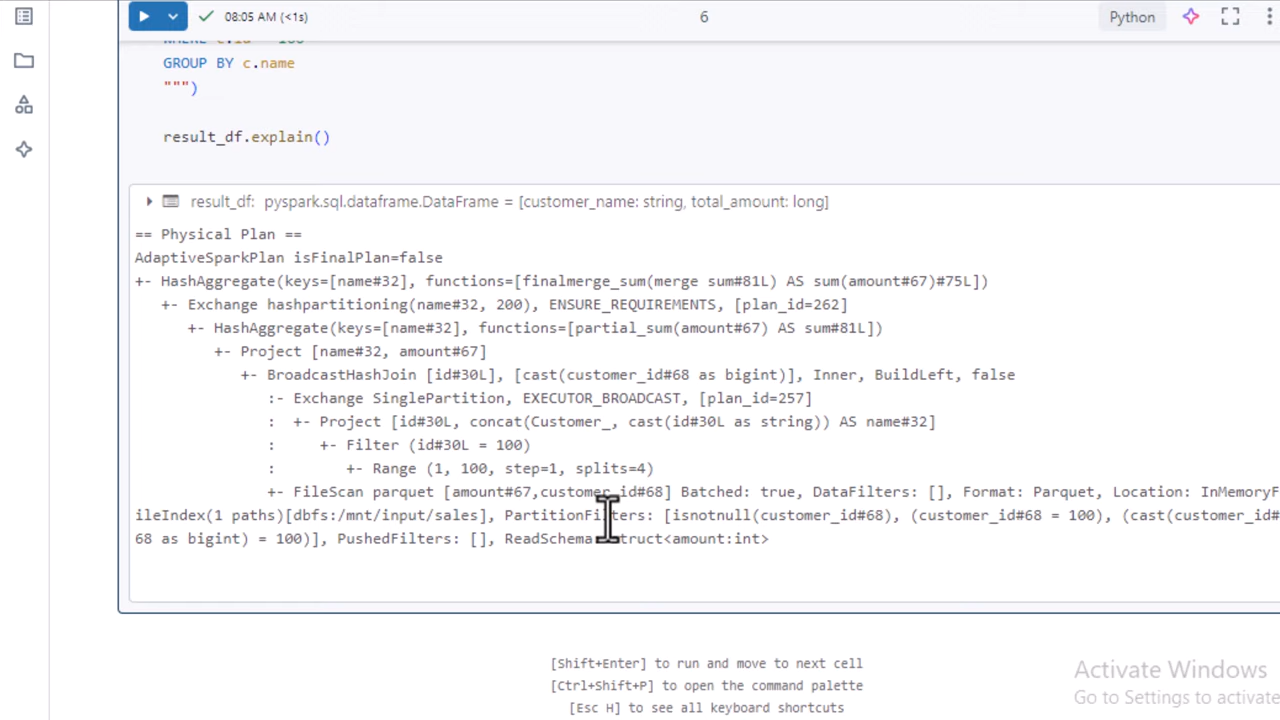 08:05 AM (<1s)
6
Python
GROUP BY c.name
""")
result_df.explain()
result_df: pyspark.sql.dataframe.DataFrame = [customer_name: string, total_amount: long]
== Physical Plan ==
AdaptiveSparkPlan isFinalPlan=false
+- HashAggregate(keys=[name#32], functions=[finalmerge_sum(merge sum#81L) AS sum(amount#67)#75L])
+- Exchange hashpartitioning(name#32, 200), ENSURE_REQUIREMENTS, [plan_id=262]
+- HashAggregate(keys=[name#32], functions=[partial_sum(amount#67) AS sum#81L])
+- Project [name#32, amount#67]
+- BroadcastHashJoin [id#30L], [cast(customer_id#68 as bigint)], Inner, BuildLeft, false
:- Exchange SinglePartition, EXECUTOR_BROADCAST, [plan_id=257]
: +- Project [id#30L, concat(Customer_, cast(id#30L as string)) AS name#32]
: +- Filter (id#30L = 100)
: +- Range (1, 100, step=1, splits=4)
+- FileScan parquet [amount#67,customer_id#68] Batched: true, DataFilters: [], Format: Parquet, Location: InMemoryF
ileIndex(1 paths)[dbfs:/mnt/input/sales], PartitionFilters: [isnotnull(customer_id#68), (customer_id#68 = 100), (cast(customer_id#
68 as bigint) = 100)], PushedFilters: [], ReadSchema: struct<amount:int>
[Shift+Enter] to run and move to next cell
[Ctrl+Shift+P] to open the command palette
[Esc H] to see all keyboard shortcuts
Activate Windows
Go to Settings to activate